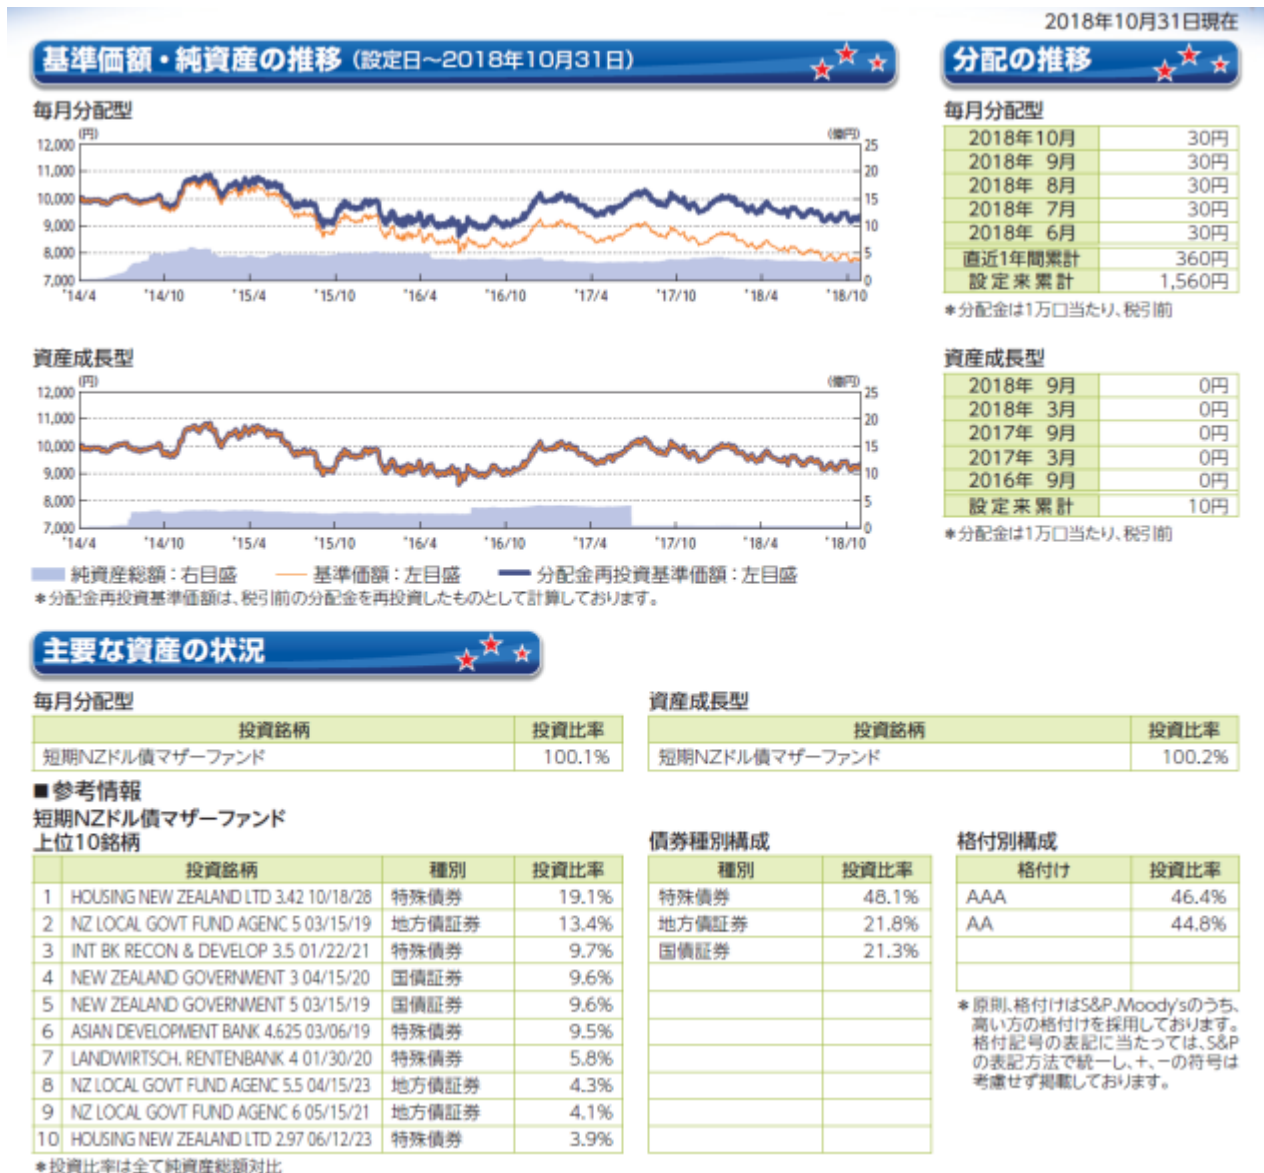 2018年10月31日現在
基準価額・純資産の推移（設定日～2018年10月31日）
分配の推移
毎月分配型
(円) (億円)
12,000 25
11,000 20
10,000 15
9,000 10
8,000 5
7,000 0
'14/4 '14/10 '15/4 '15/10 '16/4 '16/10 '17/4 '17/10 '18/4 '18/10
毎月分配型
2018年10月 30円
2018年 9月 30円
2018年 8月 30円
2018年 7月 30円
2018年 6月 30円
直近1年間累計 360円
設定来累計 1,560円
＊分配金は1万口当たり、税引前
資産成長型
(円) (億円)
12,000 25
11,000 20
10,000 15
9,000 10
8,000 5
7,000 0
'14/4 '14/10 '15/4 '15/10 '16/4 '16/10 '17/4 '17/10 '18/4 '18/10
純資産総額：右目盛 基準価額：左目盛 分配金再投資基準価額：左目盛
＊分配金再投資基準価額は、税引前の分配金を再投資したものとして計算しております。
資産成長型
2018年 9月 0円
2018年 3月 0円
2017年 9月 0円
2017年 3月 0円
2016年 9月 0円
設定来累計 10円
＊分配金は1万口当たり、税引前
主要な資産の状況
毎月分配型
投資銘柄 投資比率
短期NZドル債マザーファンド 100.1%
資産成長型
投資銘柄 投資比率
短期NZドル債マザーファンド 100.2%
■参考情報
短期NZドル債マザーファンド
上位10銘柄
投資銘柄 種別 投資比率
1 HOUSING NEW ZEALAND LTD 3.42 10/18/28 特殊債券 19.1%
2 NZ LOCAL GOVT FUND AGENC 5 03/15/19 地方債証券 13.4%
3 INT BK RECON & DEVELOP 3.5 01/22/21 特殊債券 9.7%
4 NEW ZEALAND GOVERNMENT 3 04/15/20 国債証券 9.6%
5 NEW ZEALAND GOVERNMENT 5 03/15/19 国債証券 9.6%
6 ASIAN DEVELOPMENT BANK 4.625 03/06/19 特殊債券 9.5%
7 LANDWIRTSCH. RENTENBANK 4 01/30/20 特殊債券 5.8%
8 NZ LOCAL GOVT FUND AGENC 5.5 04/15/23 地方債証券 4.3%
9 NZ LOCAL GOVT FUND AGENC 6 05/15/21 地方債証券 4.1%
10 HOUSING NEW ZEALAND LTD 2.97 06/12/23 特殊債券 3.9%
＊投資比率は全て純資産総額対比
債券種別構成
種別 投資比率
特殊債券 48.1%
地方債証券 21.8%
国債証券 21.3%
格付別構成
格付け 投資比率
AAA 46.4%
AA 44.8%
＊原則、格付けはS&P、Moody'sのうち、
高い方の格付けを採用しております。
格付記号の表記に当たっては、S&P
の表記方法で統一し、＋、－の符号は
考慮せず掲載しております。